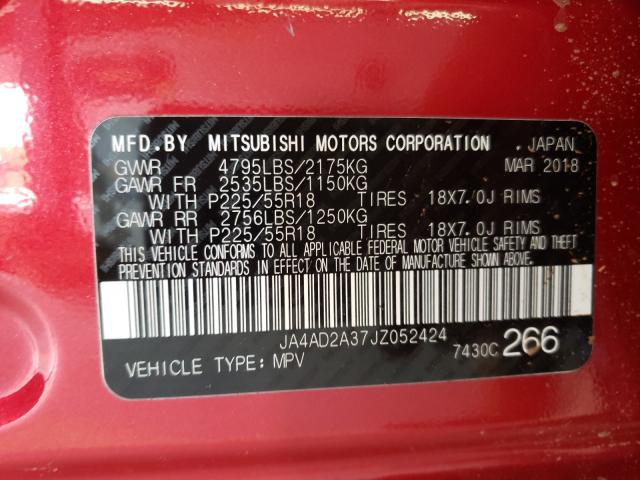 MFD.BY MITSUBISHI MOTORS CORPORATION . JAPAN
GVWR 4795LBS/2175KG MAR 2018
GAWR FR 2535LBS/1150KG
WITH P225/55R18 TIRES 18X7.0J RIMS
GAWR RR 2756LBS/1250KG
WITH P225/55R18 TIRES 18X7.0J RIMS
THIS VEHICLE CONFORMS TO ALL APPLICABLE FEDERAL MOTOR VEHICLE SAFETY AND THEFT
PREVENTION STANDARDS IN EFFECT ON THE DATE OF MANUFACTURE SHOWN ABOVE.
JA4AD2A37JZ052424
VEHICLE TYPE: MPV 7430C 266